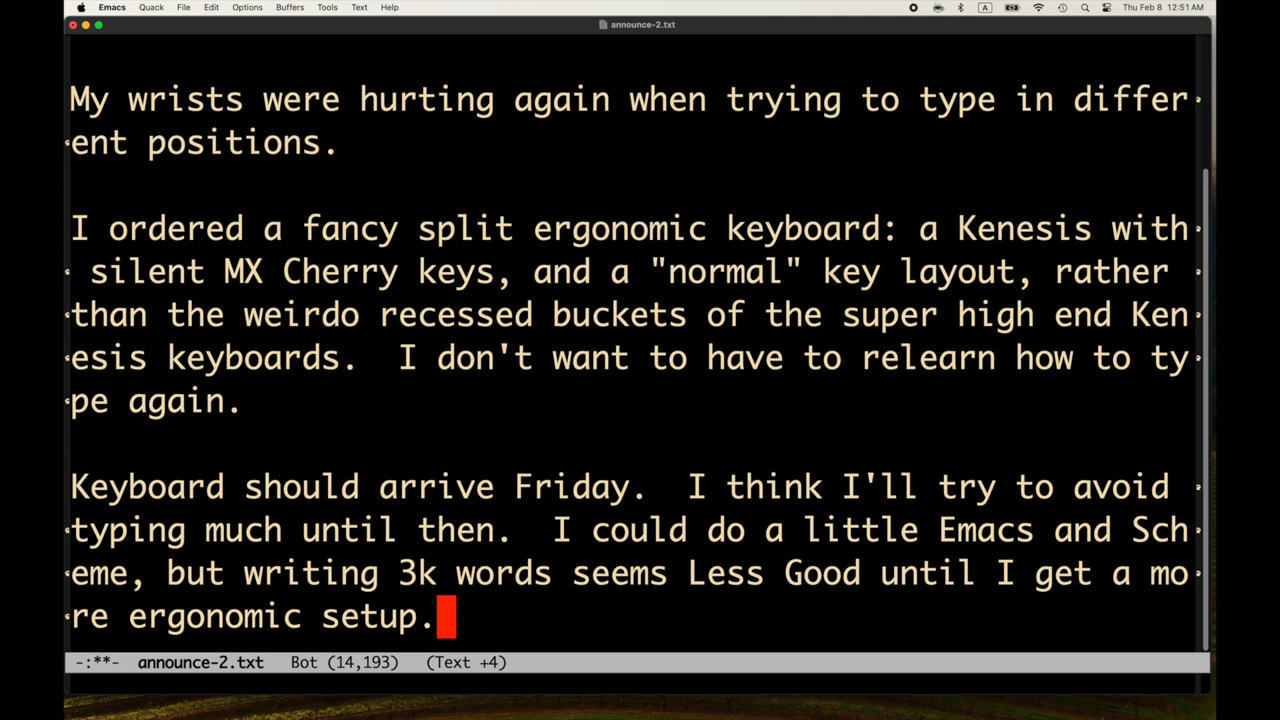 Emacs Quack File Edit Options Buffers Tools Text Help A Thu Feb 8 12:51 AM
announce-2.txt
My wrists were hurting again when trying to type in differ
ent positions.
I ordered a fancy split ergonomic keyboard: a Kenesis with
silent MX Cherry keys, and a "normal" key layout, rather
than the weirdo recessed buckets of the super high end Ken
esis keyboards.  I don't want to have to relearn how to ty
pe again.
Keyboard should arrive Friday.  I think I'll try to avoid
typing much until then.  I could do a little Emacs and Sch
eme, but writing 3k words seems Less Good until I get a mo
re ergonomic setup.
-:**-  announce-2.txt   Bot (14,193)   (Text +4)